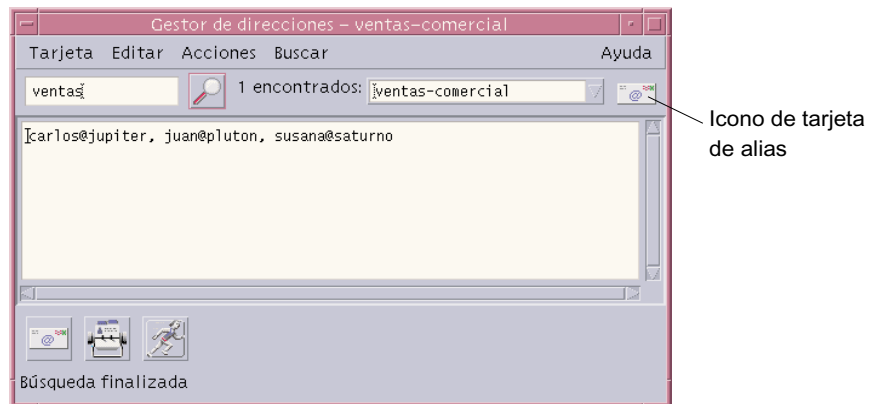 Gestor de direcciones – ventas-comercial
Tarjeta Editar Acciones Buscar Ayuda
ventas 1 encontrados: ventas-comercial
carlos@jupiter, juan@pluton, susana@saturno
Icono de tarjeta
de alias
Búsqueda finalizada